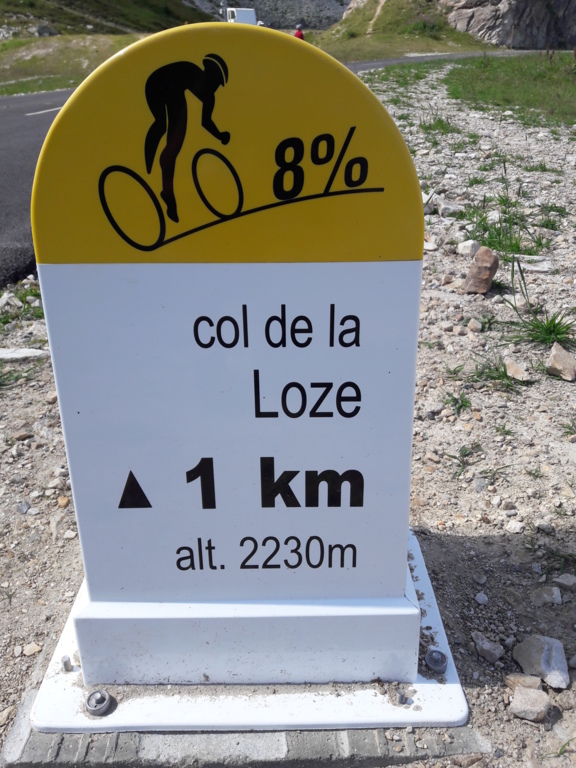 8%
col de la
Loze
▲ 1 km
alt. 2230m